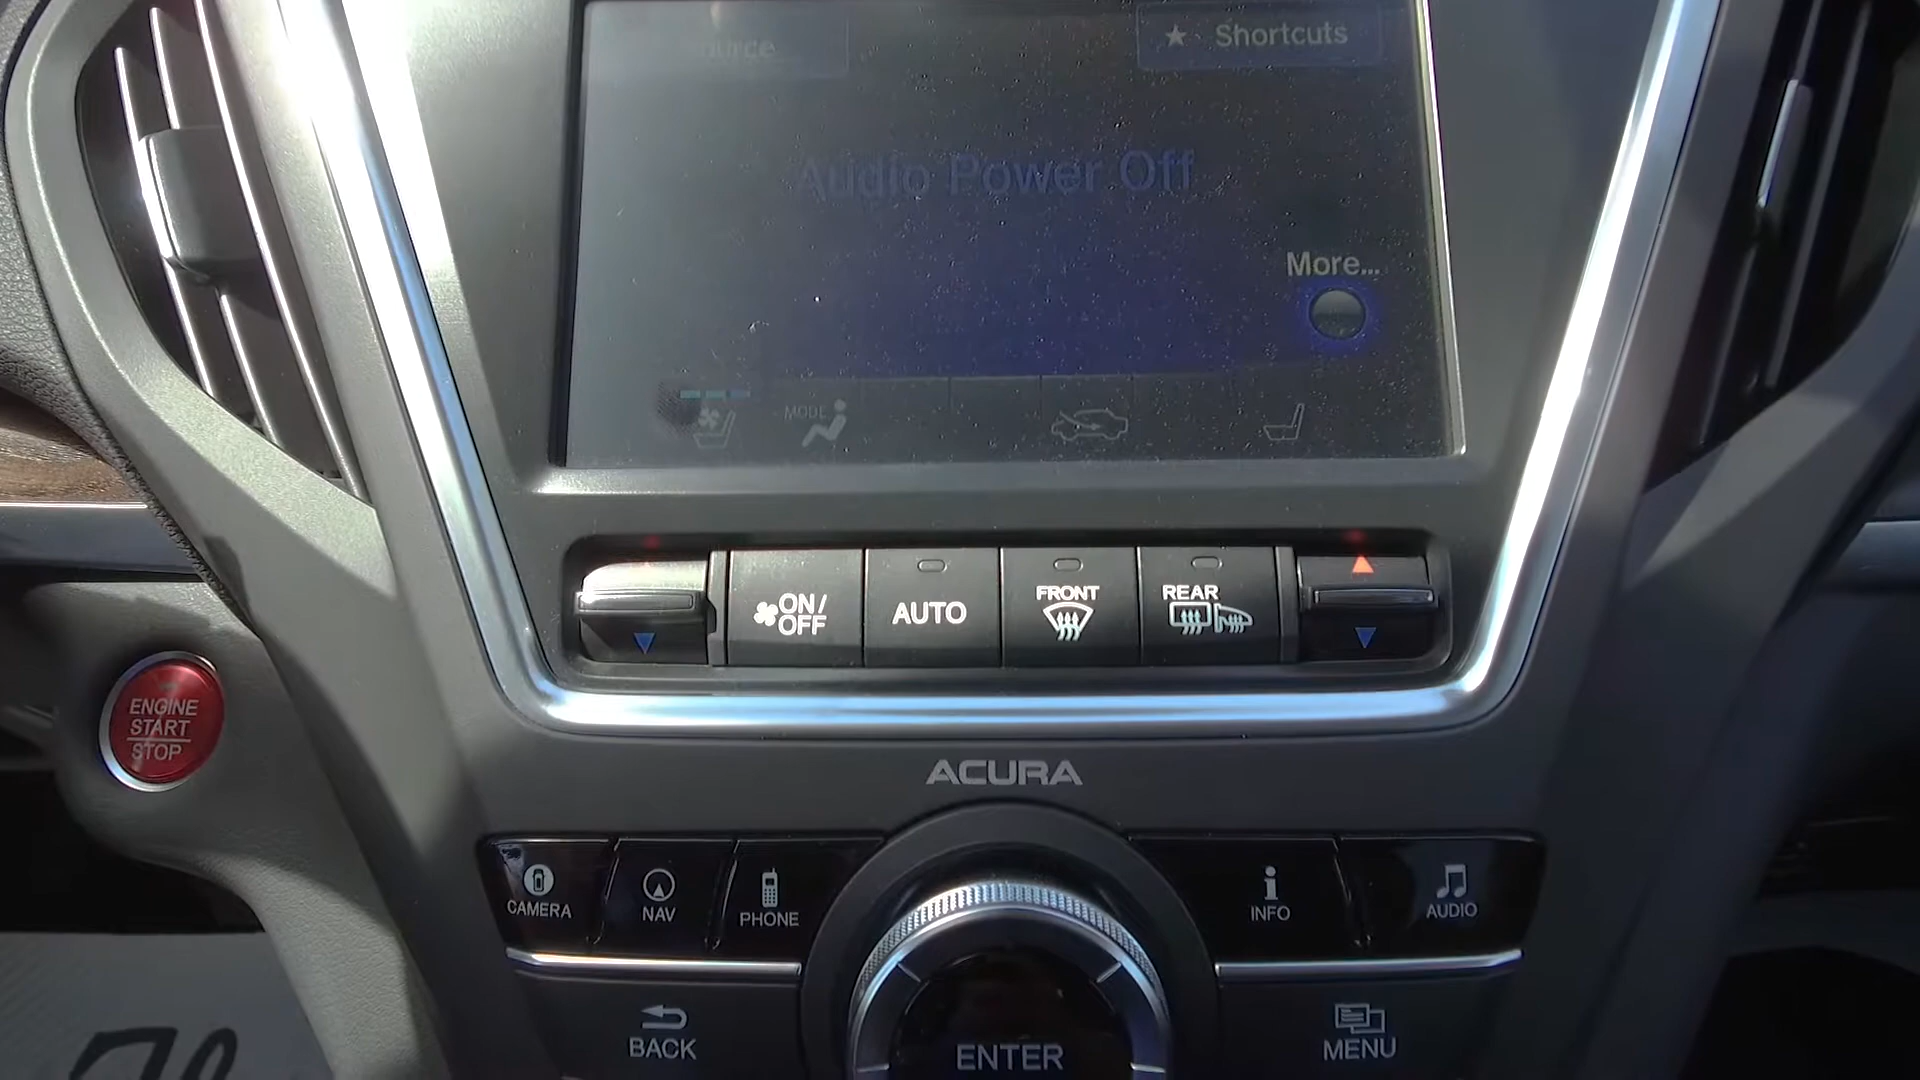 Shortcuts
Audio Power Off
More...
MODE
ON/
OFF
AUTO
FRONT
REAR
ENGINE
START
STOP
ACURA
CAMERA
NAV
PHONE
INFO
AUDIO
BACK
ENTER
MENU